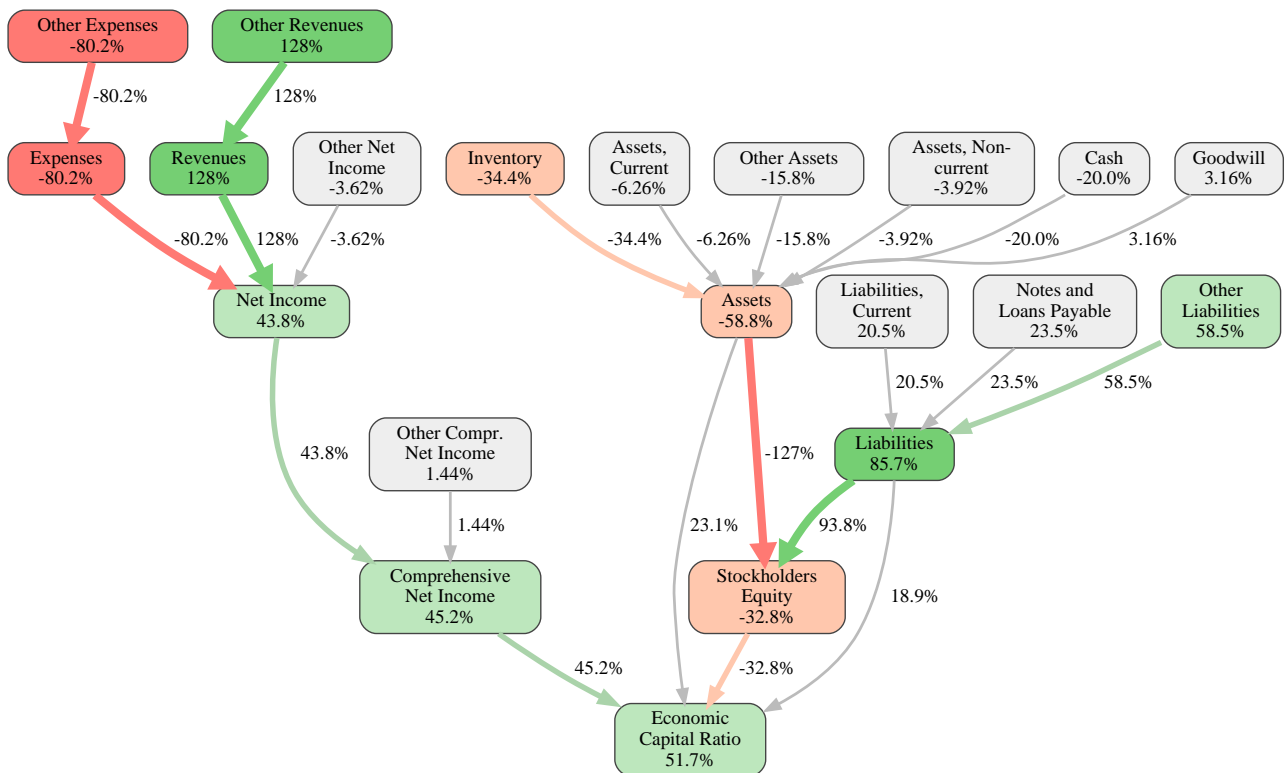 Other Expenses
-80.2%
Other Revenues
128%
-80.2%
128%
Expenses
-80.2%
Revenues
128%
Other Net
Income
-3.62%
Inventory
-34.4%
Assets,
Current
-6.26%
Other Assets
-15.8%
Assets, Non-
current
-3.92%
Cash
-20.0%
Goodwill
3.16%
-80.2%
128%
-3.62%
-34.4%
-6.26%
-15.8%
-3.92%
-20.0%
3.16%
Net Income
43.8%
Assets
-58.8%
Liabilities,
Current
20.5%
Notes and
Loans Payable
23.5%
Other
Liabilities
58.5%
20.5%
23.5%
58.5%
43.8%
Other Compr.
Net Income
1.44%
-127%
Liabilities
85.7%
1.44%
23.1%
93.8%
Comprehensive
Net Income
45.2%
Stockholders
Equity
-32.8%
18.9%
45.2%
-32.8%
Economic
Capital Ratio
51.7%